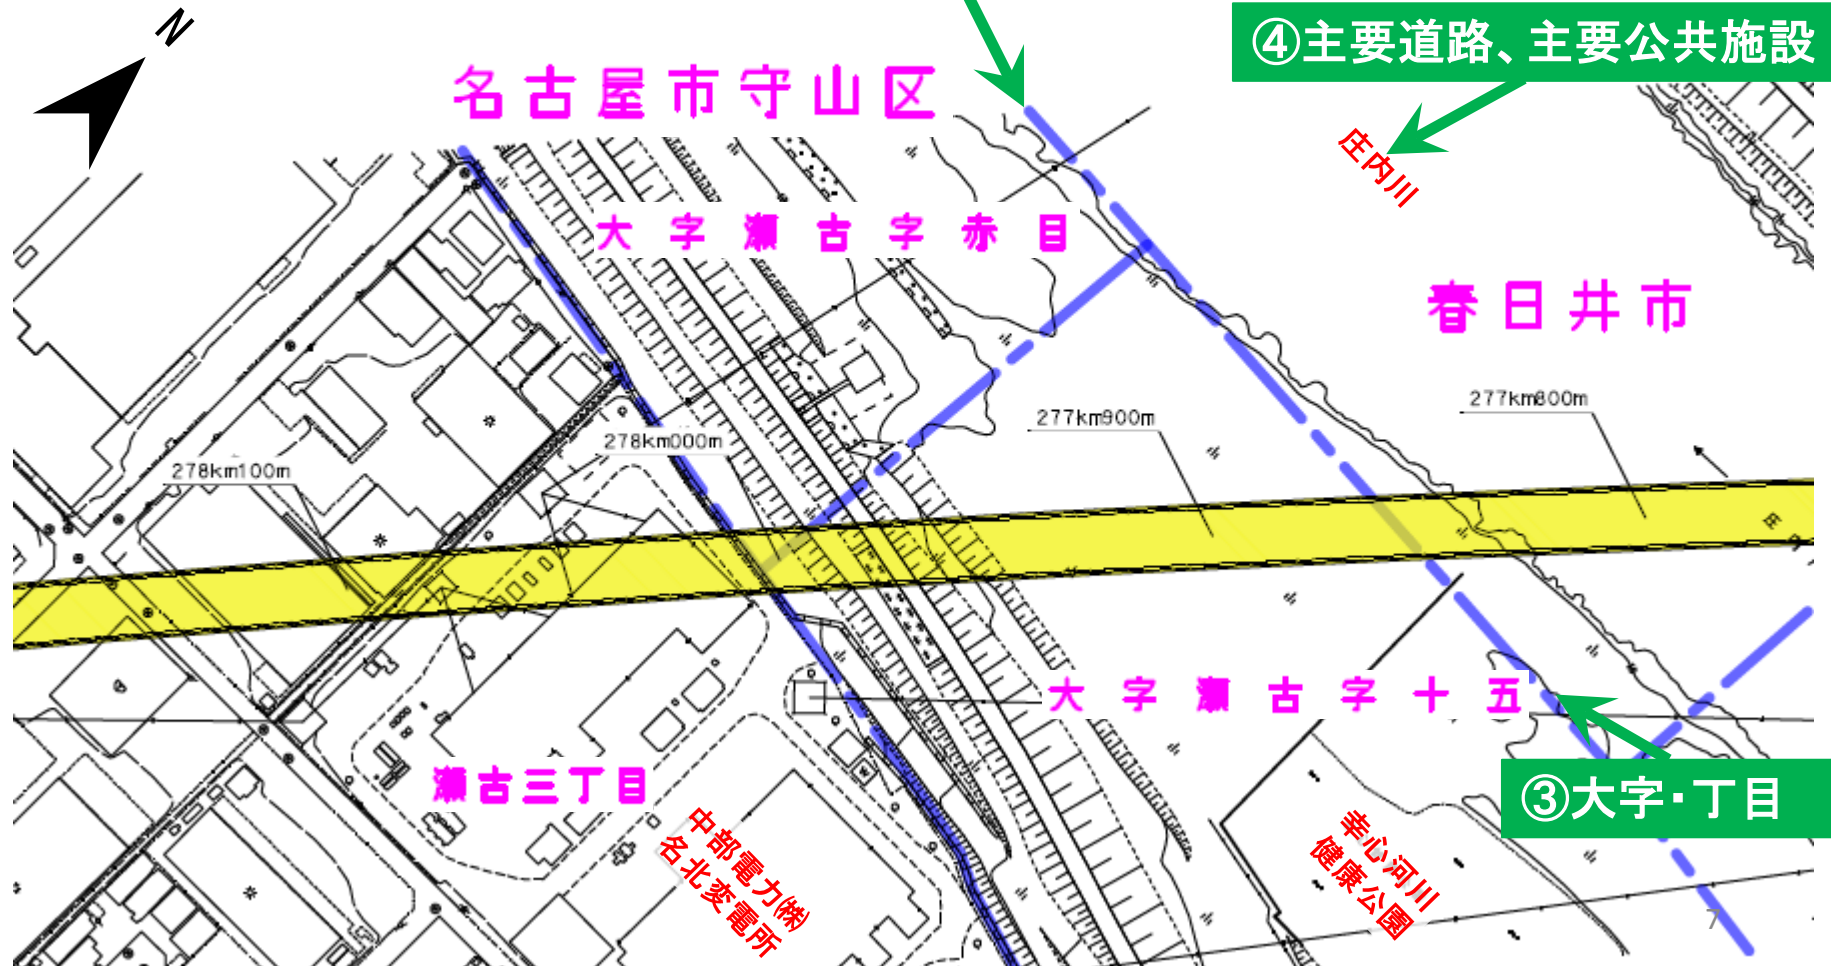 N
④主要道路、主要公共施設
名古屋市守山区
庄内川
大字瀬古字赤目
春日井市
277km800m
277km900m
278km000m
278km100m
庄
大字瀬古字十五
瀬古三丁目
③大字・丁目
中部電力㈱
名北変電所
幸心河川
健康公園
7